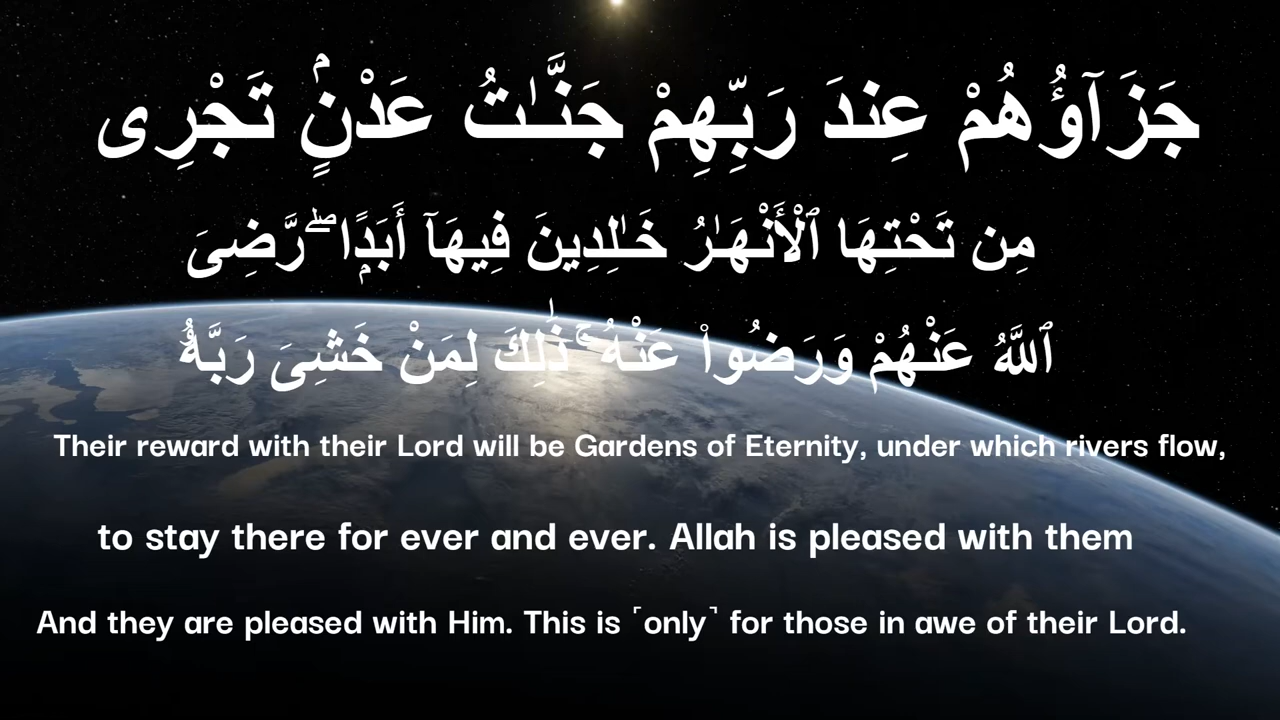 جَزَآؤُهُمْ عِندَ رَبِّهِمْ جَنَّـٰتُ عَدْنٍۢ تَجْرِى
مِن تَحْتِهَا ٱلْأَنْهَـٰرُ خَـٰلِدِينَ فِيهَآ أَبَدًۭا ۖ رَّضِىَ
ٱللَّهُ عَنْهُمْ وَرَضُوا۟ عَنْهُ ۚ ذَٰلِكَ لِمَنْ خَشِىَ رَبَّهُۥ
Their reward with their Lord will be Gardens of Eternity, under which rivers flow,
to stay there for ever and ever. Allah is pleased with them
And they are pleased with Him. This is ˹only˺ for those in awe of their Lord.